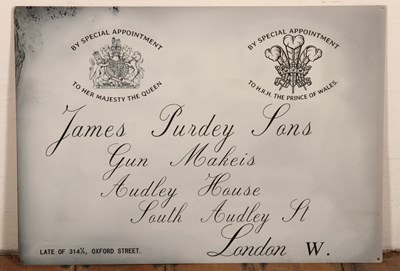 BY SPECIAL APPOINTMENT
TO HER MAJESTY THE QUEEN
BY SPECIAL APPOINTMENT
TO H.R.H. THE PRINCE OF WALES.
James Purdey Sons
Gun Makeis
Audley House
South Audley St
London W.
LATE OF 314½, OXFORD STREET.